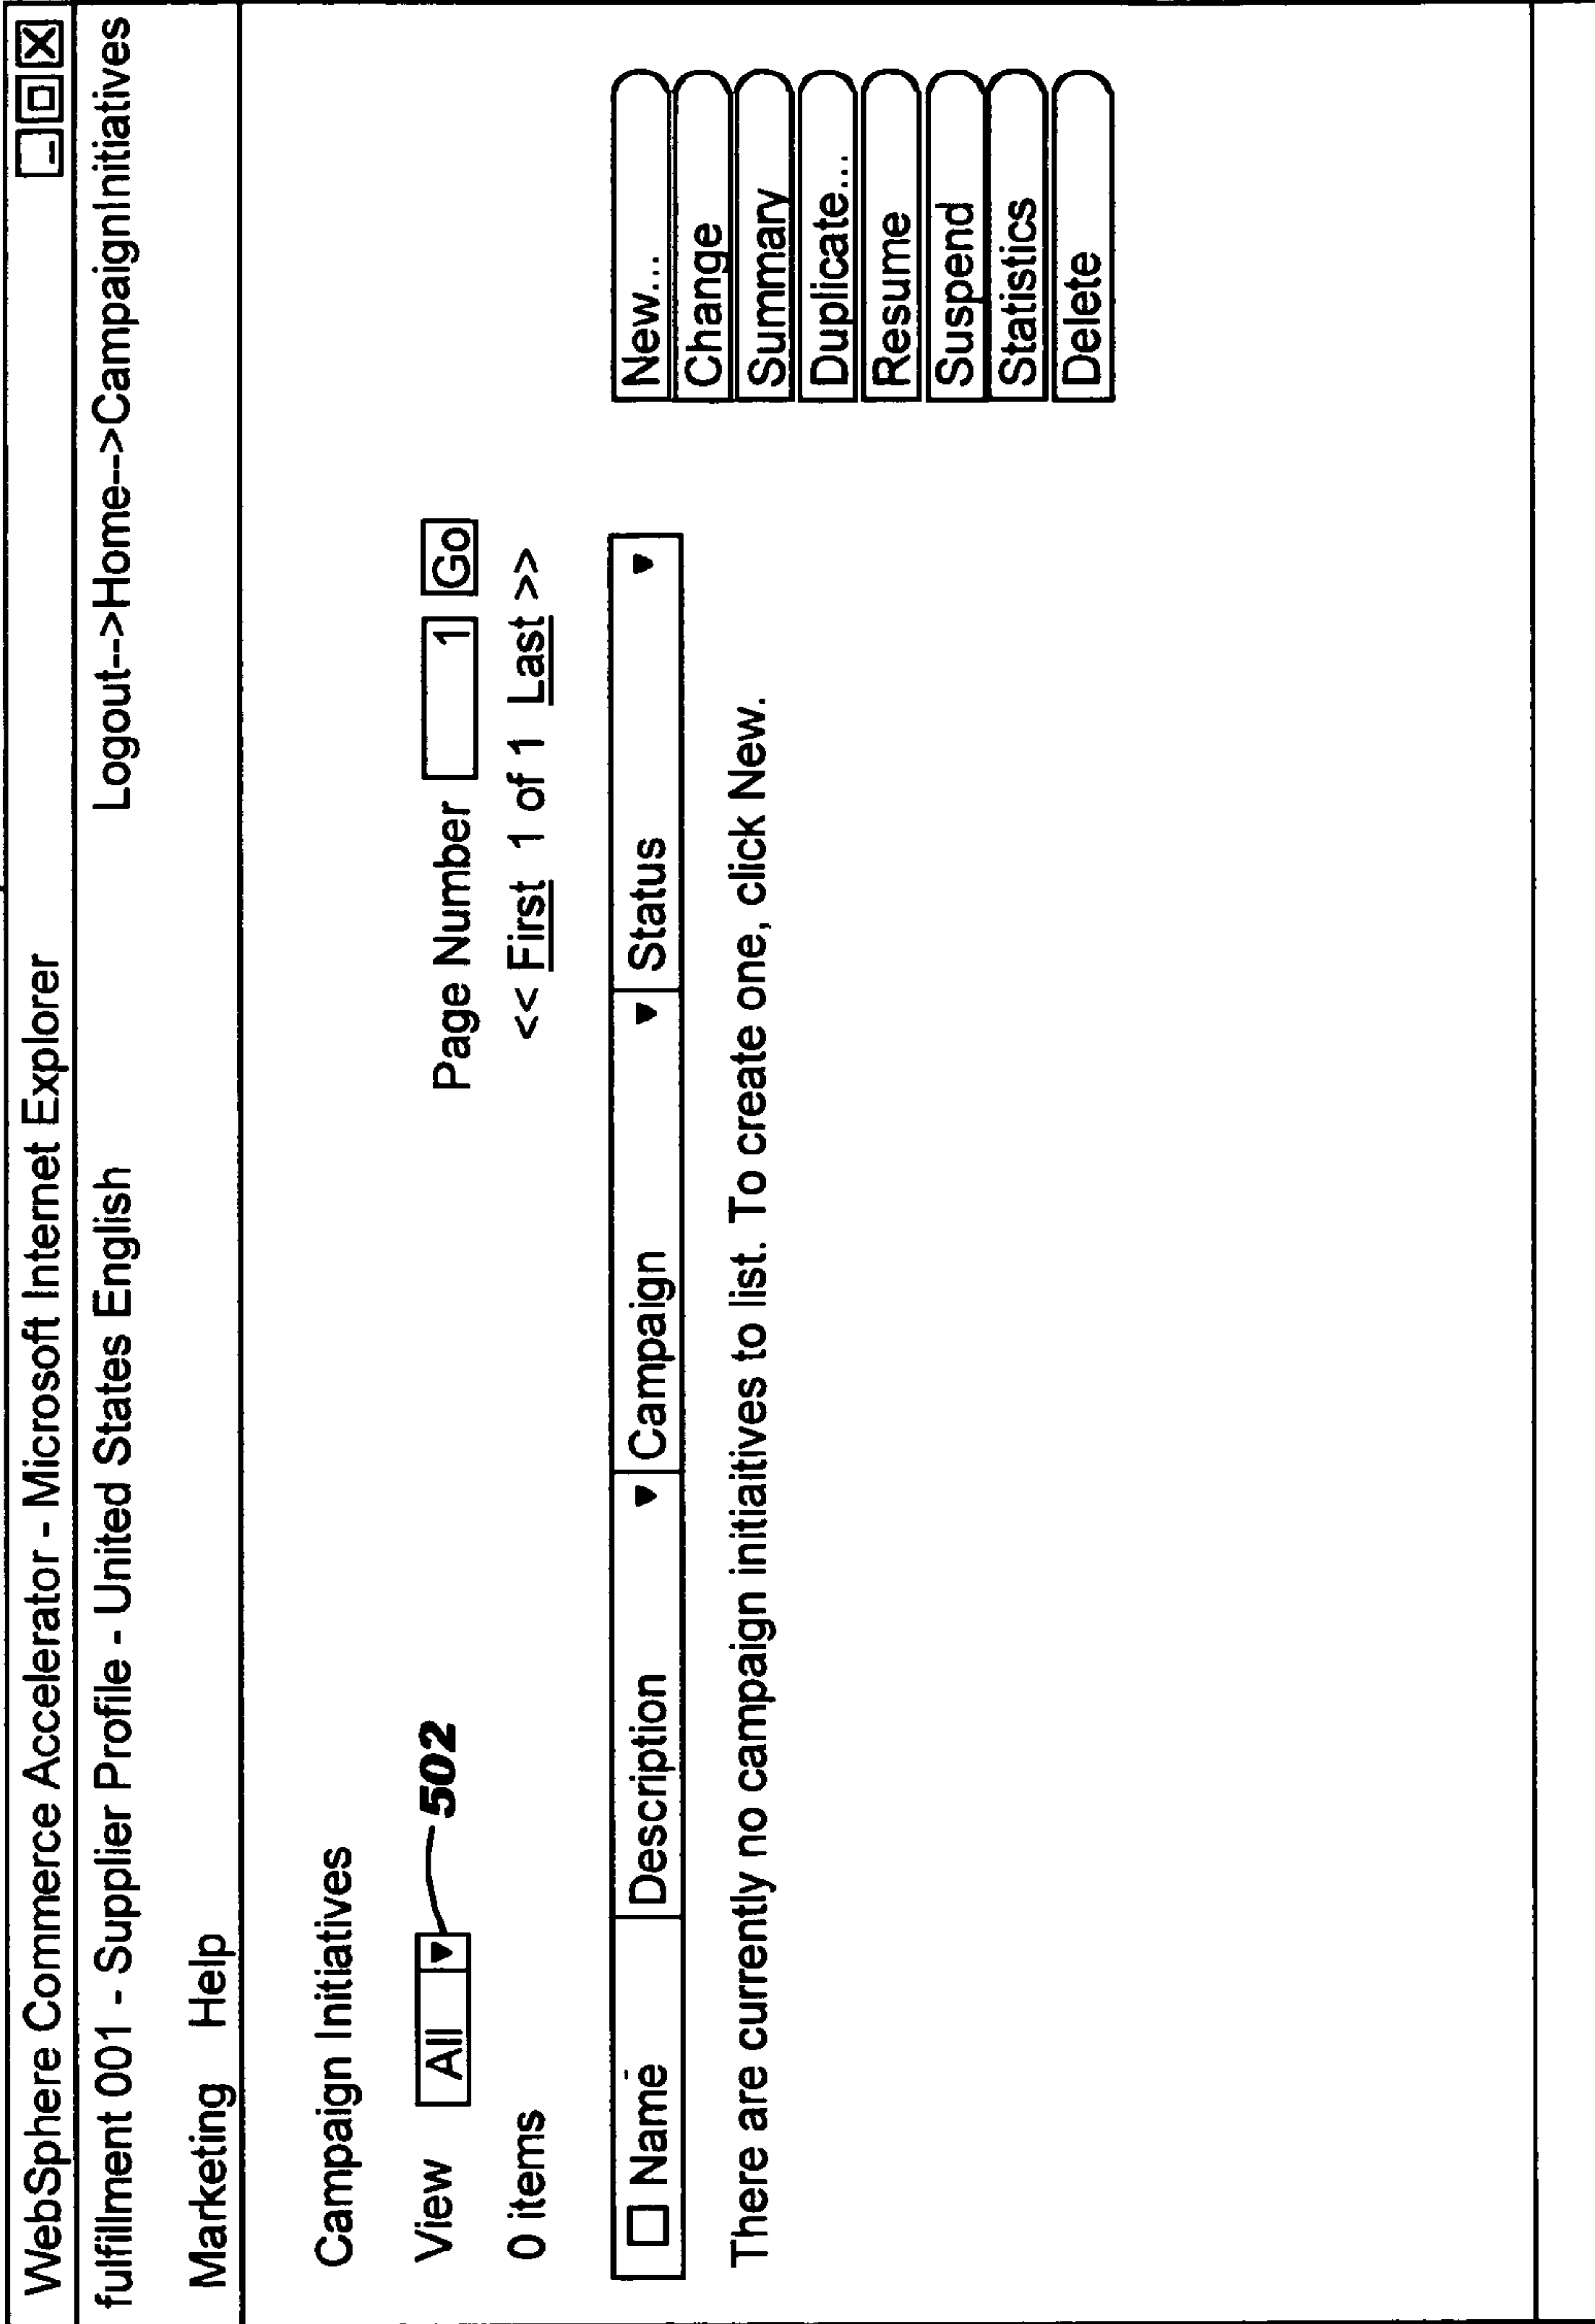 WebSphere Commerce Accelerator - Microsoft Internet Explorer
fulfillment 001 - Supplier Profile - United States English Logout-->Home-->CampaignInitiatives
Marketing Help
Campaign Initiatives
View All 502 Page Number 1 Go
0 items << First 1 of 1 Last >>
Name Description Campaign Status
There are currently no campaign initiaitives to list. To create one, click New.
New...
Change
Summary
Duplicate...
Resume
Suspend
Statistics
Delete